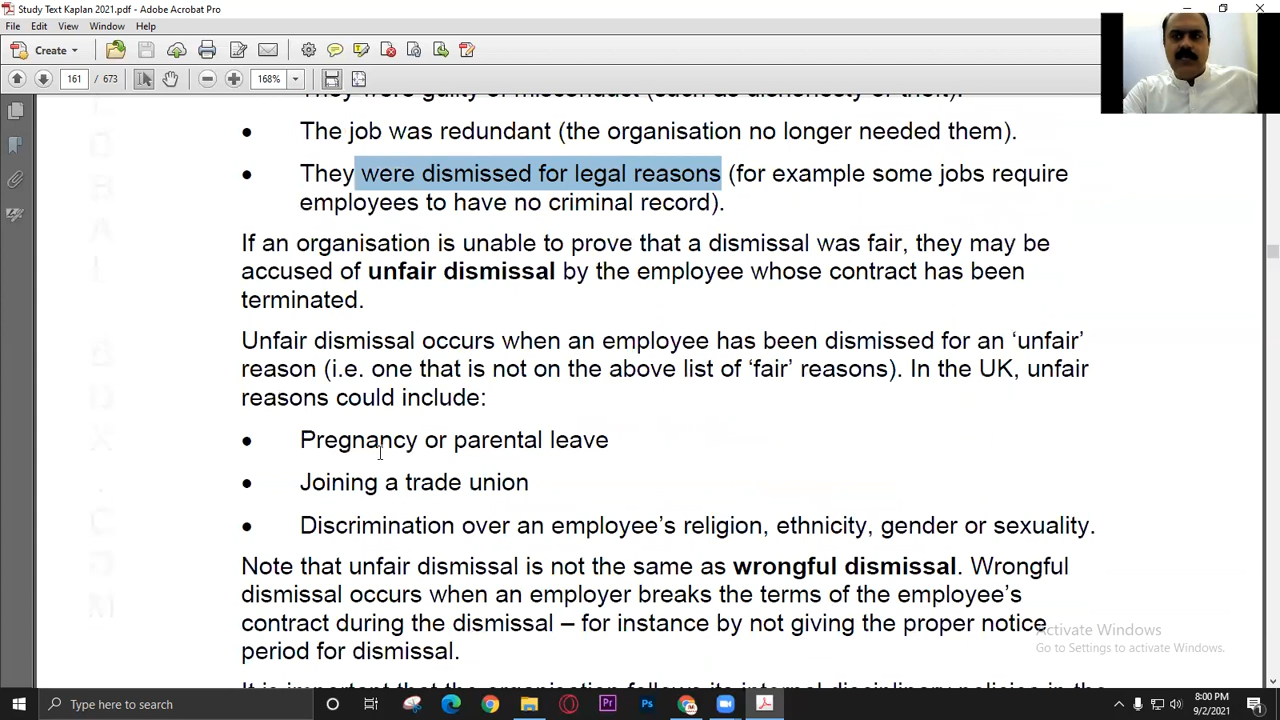 Study Text Kaplan 2021.pdf - Adobe Acrobat Pro
File Edit View Window Help
Create
161 / 673 168%
They were guilty of misconduct (such as dishonesty or theft).
• The job was redundant (the organisation no longer needed them).
• They were dismissed for legal reasons (for example some jobs require
employees to have no criminal record).
If an organisation is unable to prove that a dismissal was fair, they may be
accused of unfair dismissal by the employee whose contract has been
terminated.
Unfair dismissal occurs when an employee has been dismissed for an ‘unfair’
reason (i.e. one that is not on the above list of ‘fair’ reasons). In the UK, unfair
reasons could include:
• Pregnancy or parental leave
• Joining a trade union
• Discrimination over an employee’s religion, ethnicity, gender or sexuality.
Note that unfair dismissal is not the same as wrongful dismissal. Wrongful
dismissal occurs when an employer breaks the terms of the employee’s
contract during the dismissal – for instance by not giving the proper notice
period for dismissal.
It is important that the organisation follows its internal disciplinary policies in the
Activate Windows
Go to Settings to activate Windows.
Type here to search
8:00 PM
9/2/2021